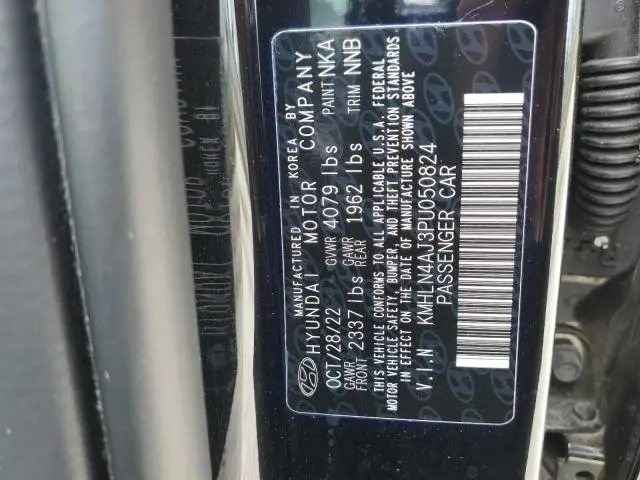 MANUFACTURED IN KOREA BY
HYUNDAI MOTOR COMPANY
OCT/28/22 GVWR 4079 lbs PAINT NKA
GAWR FRONT 2337 lbs GAWR REAR 1962 lbs TRIM NNB
THIS VEHICLE CONFORMS TO ALL APPLICABLE U.S.A. FEDERAL
MOTOR VEHICLE SAFETY, BUMPER, AND THEFT PREVENTION STANDARDS
IN EFFECT ON THE DATE OF MANUFACTURE SHOWN ABOVE
V.I.N KMHLN4AJ3PU050824
PASSENGER CAR